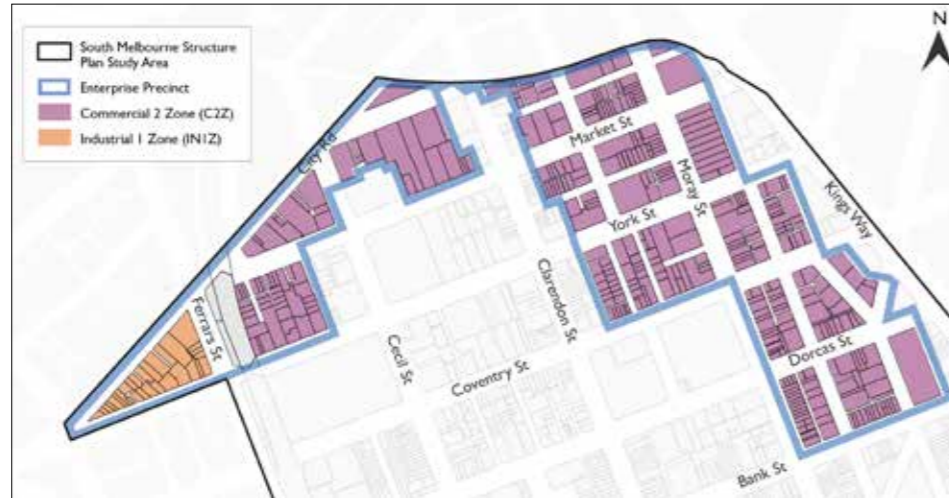 South Melbourne Structure
Plan Study Area
Enterprise Precinct
Commercial 2 Zone (C2Z)
Industrial 1 Zone (IN1Z)
N
City Rd
Market St
Moray St
Kings Way
York St
Ferrars St
Clarendon St
Cecil St
Coventry St
Dorcas St
Bank St